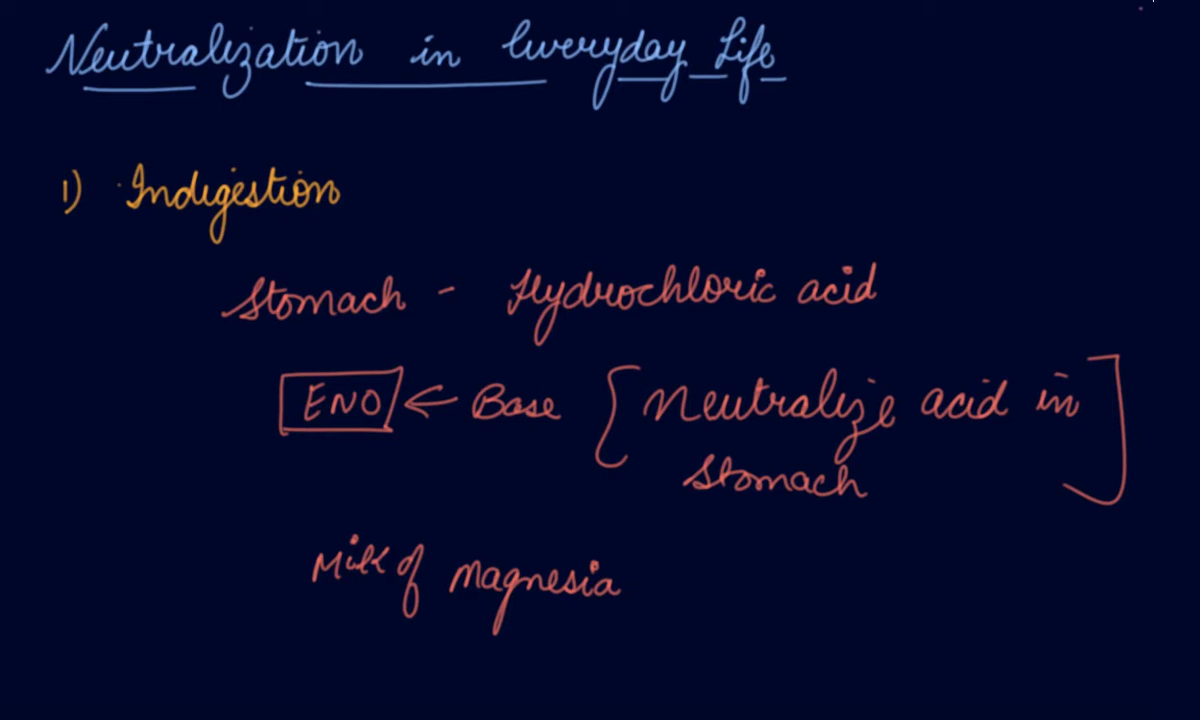 Neutralization in Everyday Life
1) Indigestion
Stomach - Hydrochloric acid
ENO ← Base [Neutralize acid in
stomach]
Milk of magnesia